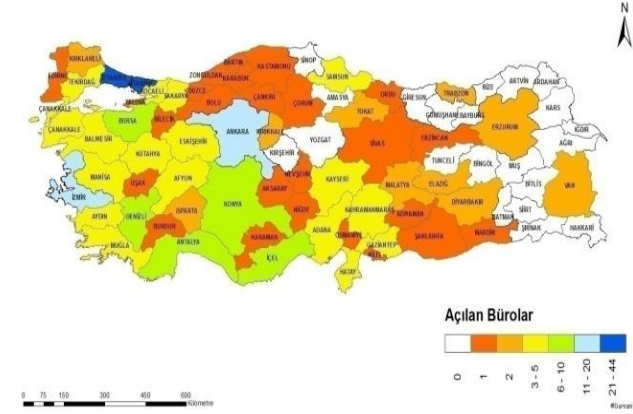 N
KIRKLARELİ
EDİRNE
TEKİRDAĞ
İSTANBUL
KOCAELİ
YALOVA
SAKARYA
DÜZCE
ZONGULDAK
BARTIN
KARABÜK
KASTAMONU
SİNOP
SAMSUN
ÇANAKKALE
ÇANAKKALE
BURSA
BİLECİK
BOLU
ÇANKIRI
ÇORUM
AMASYA
TOKAT
ORDU
GİRESUN
TRABZON
RİZE
ARTVİN
ARDAHAN
GÜMÜŞHANE
BAYBURT
KARS
ERZURUM
IĞDIR
AĞRI
BALIKESİR
KÜTAHYA
ESKİŞEHİR
ANKARA
KIRIKKALE
YOZGAT
KIRŞEHİR
SİVAS
ERZİNCAN
TUNCELİ
BİNGÖL
MUŞ
BİTLİS
VAN
İZMİR
MANİSA
UŞAK
AFYON
AKSARAY
NEVŞEHİR
KAYSERİ
MALATYA
ELAZIĞ
DİYARBAKIR
BATMAN
SİİRT
AYDIN
DENİZLİ
ISPARTA
KONYA
NİĞDE
KAHRAMANMARAŞ
ADIYAMAN
ŞIRNAK
HAKKARİ
MUĞLA
BURDUR
ANTALYA
KARAMAN
İÇEL
ADANA
OSMANİYE
GAZİANTEP
KİLİS
ŞANLIURFA
MARDİN
HATAY
Açılan Bürolar
0
1
2
3 - 5
6 - 10
11 - 20
21 - 44
0 75 150 300 450 600
Kilometre